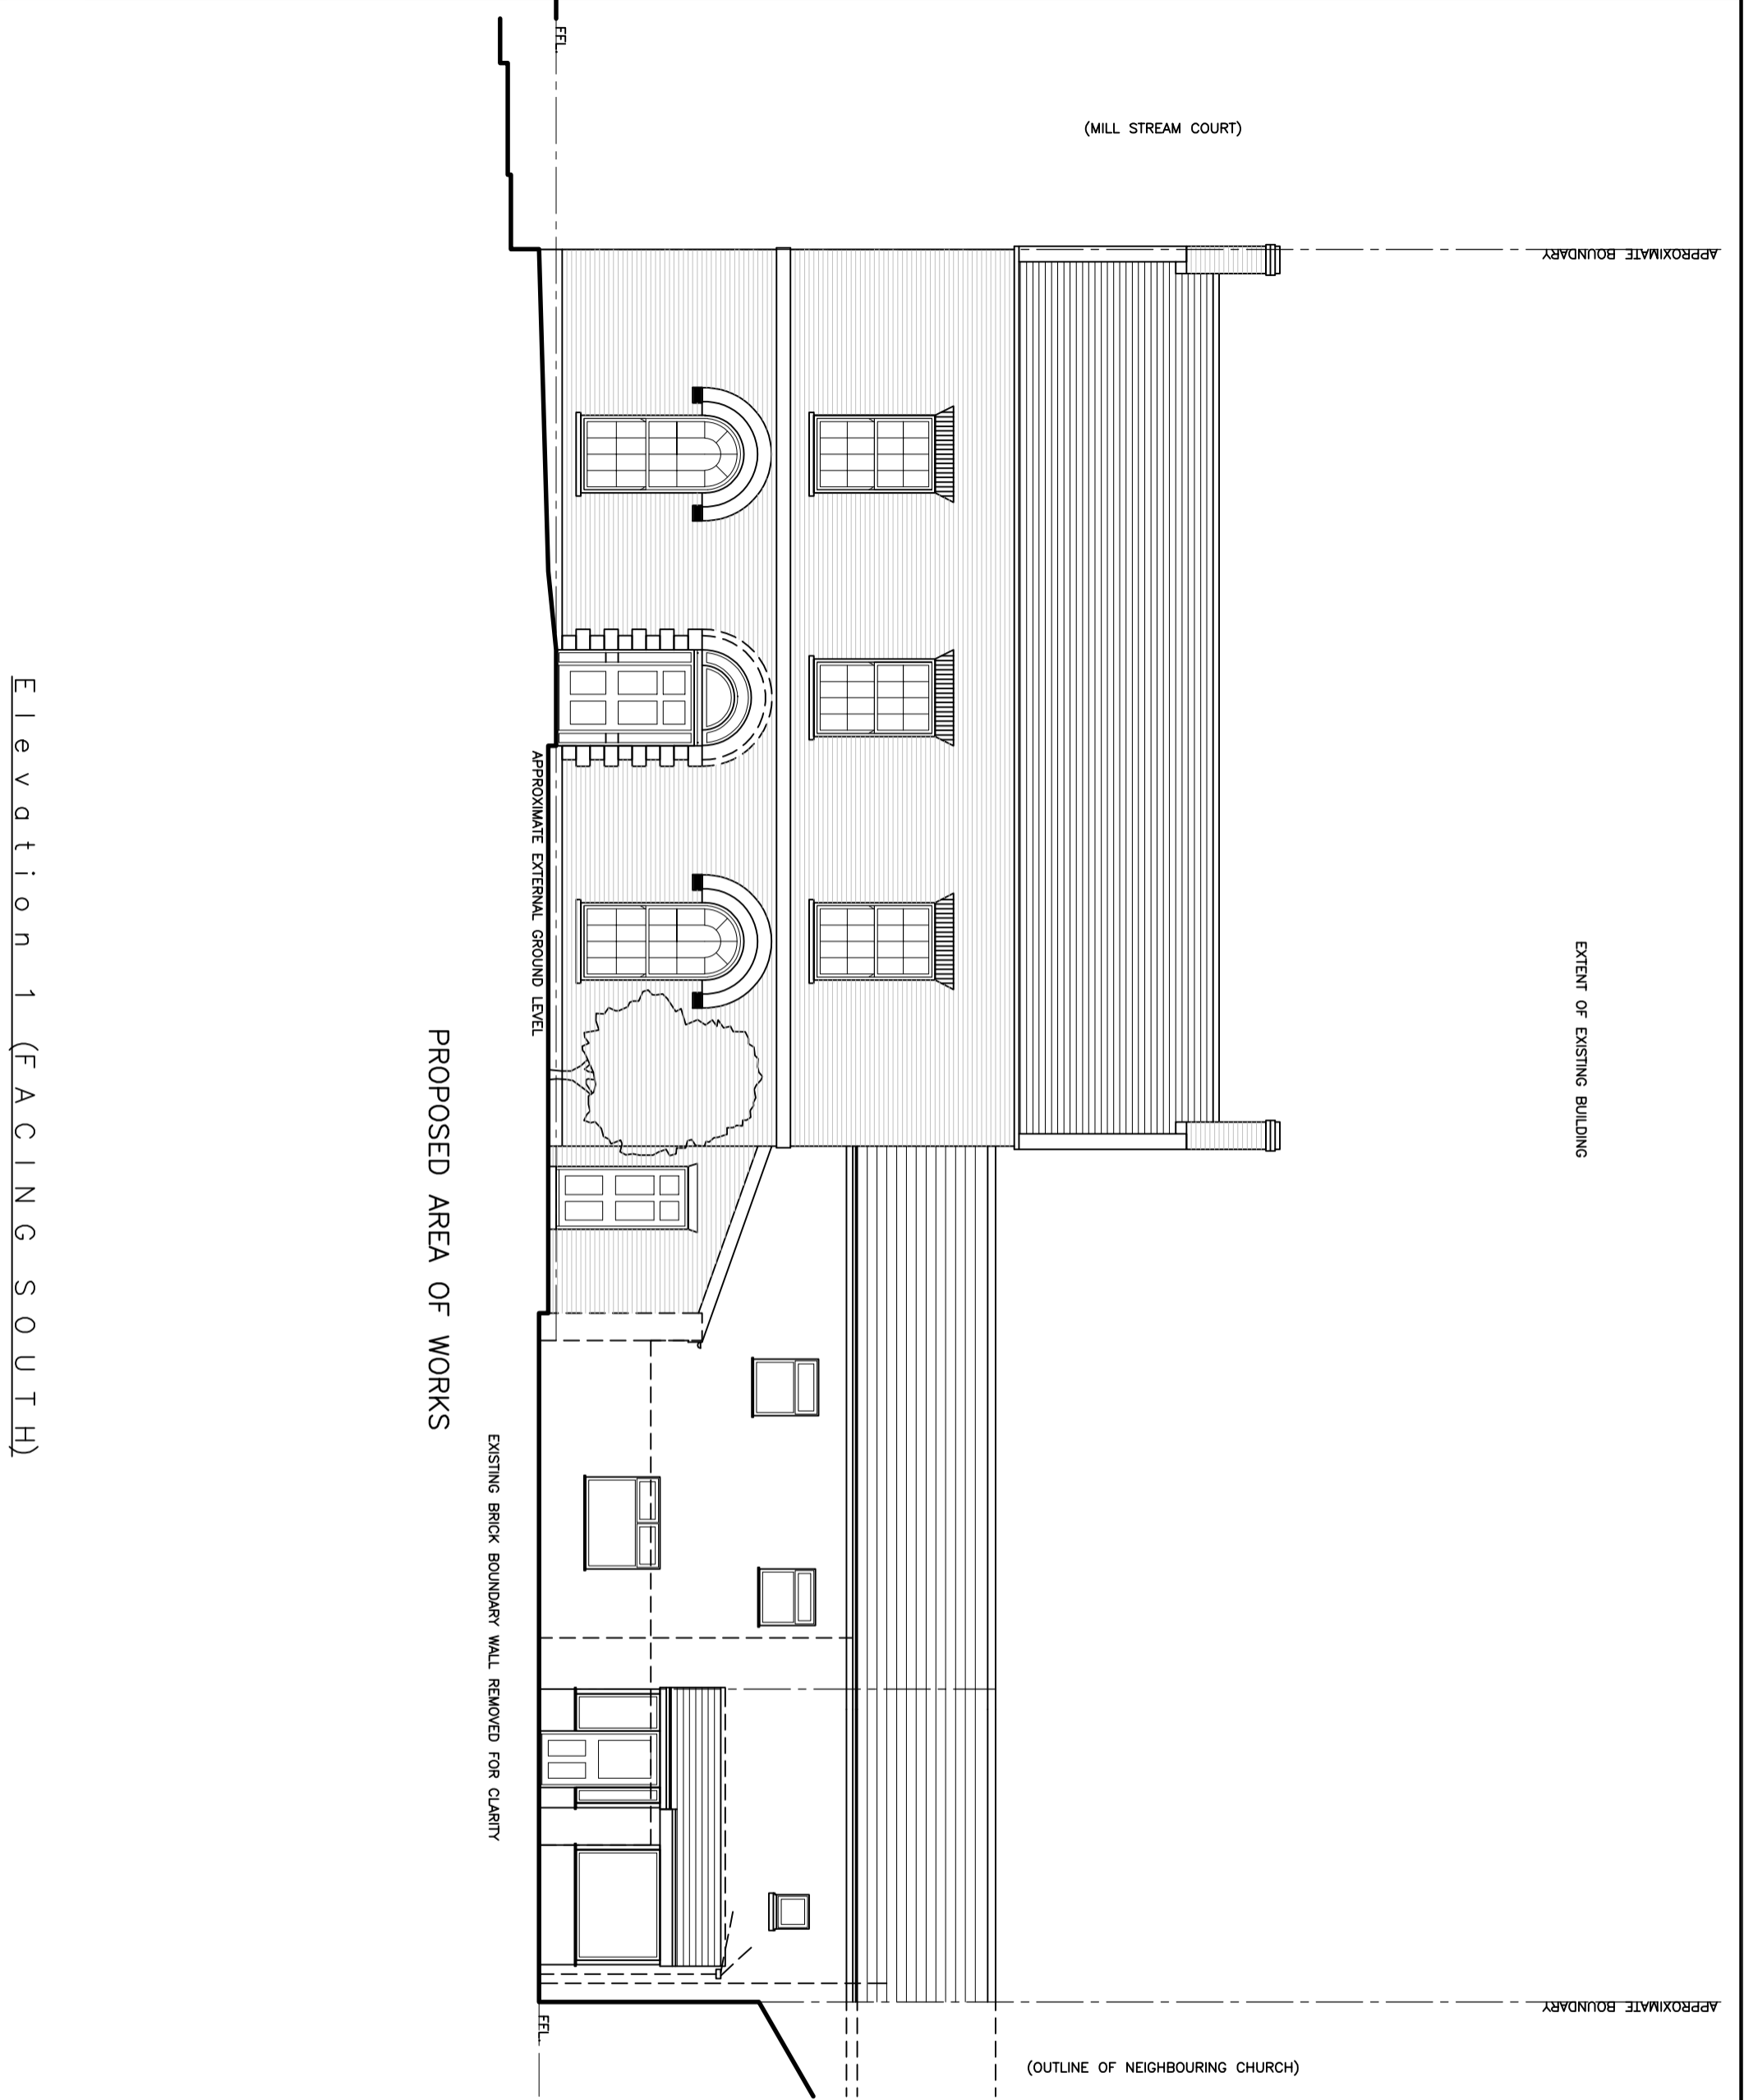 (MILL STREAM COURT)
APPROXIMATE BOUNDARY
EXTENT OF EXISTING BUILDING
APPROXIMATE BOUNDARY
(OUTLINE OF NEIGHBOURING CHURCH)
FFL.
FFL.
APPROXIMATE EXTERNAL GROUND LEVEL
EXISTING BRICK BOUNDARY WALL REMOVED FOR CLARITY
PROPOSED AREA OF WORKS
Elevation 1 (FACING SOUTH)